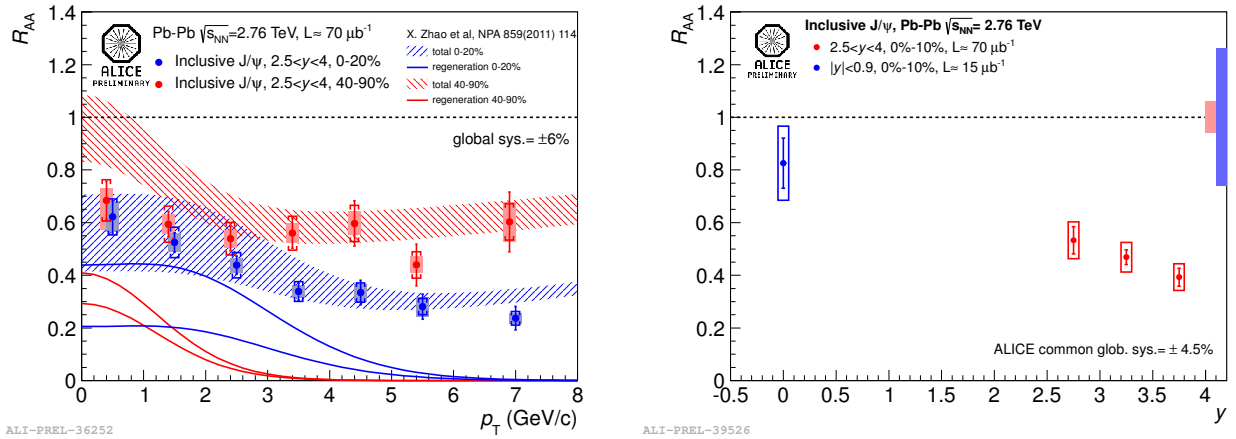 R_AA
1.4
1.2
1
0.8
0.6
0.4
0.2
0
0 1 2 3 4 5 6 7 8
p_T (GeV/c)
ALICE
PRELIMINARY
Pb-Pb √s_NN=2.76 TeV, L≈ 70 μb⁻¹
Inclusive J/ψ, 2.5<y<4, 0-20%
Inclusive J/ψ, 2.5<y<4, 40-90%
X. Zhao et al, NPA 859(2011) 114
total 0-20%
regeneration 0-20%
total 40-90%
regeneration 40-90%
global sys.= ±6%
ALI-PREL-36252
R_AA
1.4
1.2
1
0.8
0.6
0.4
0.2
0
-0.5 0 0.5 1 1.5 2 2.5 3 3.5 4
y
ALICE
PRELIMINARY
Inclusive J/ψ, Pb-Pb √s_NN= 2.76 TeV
2.5<y<4, 0%-10%, L≈ 70 μb⁻¹
|y|<0.9, 0%-10%, L≈ 15 μb⁻¹
ALICE common glob. sys.= ± 4.5%
ALI-PREL-39526